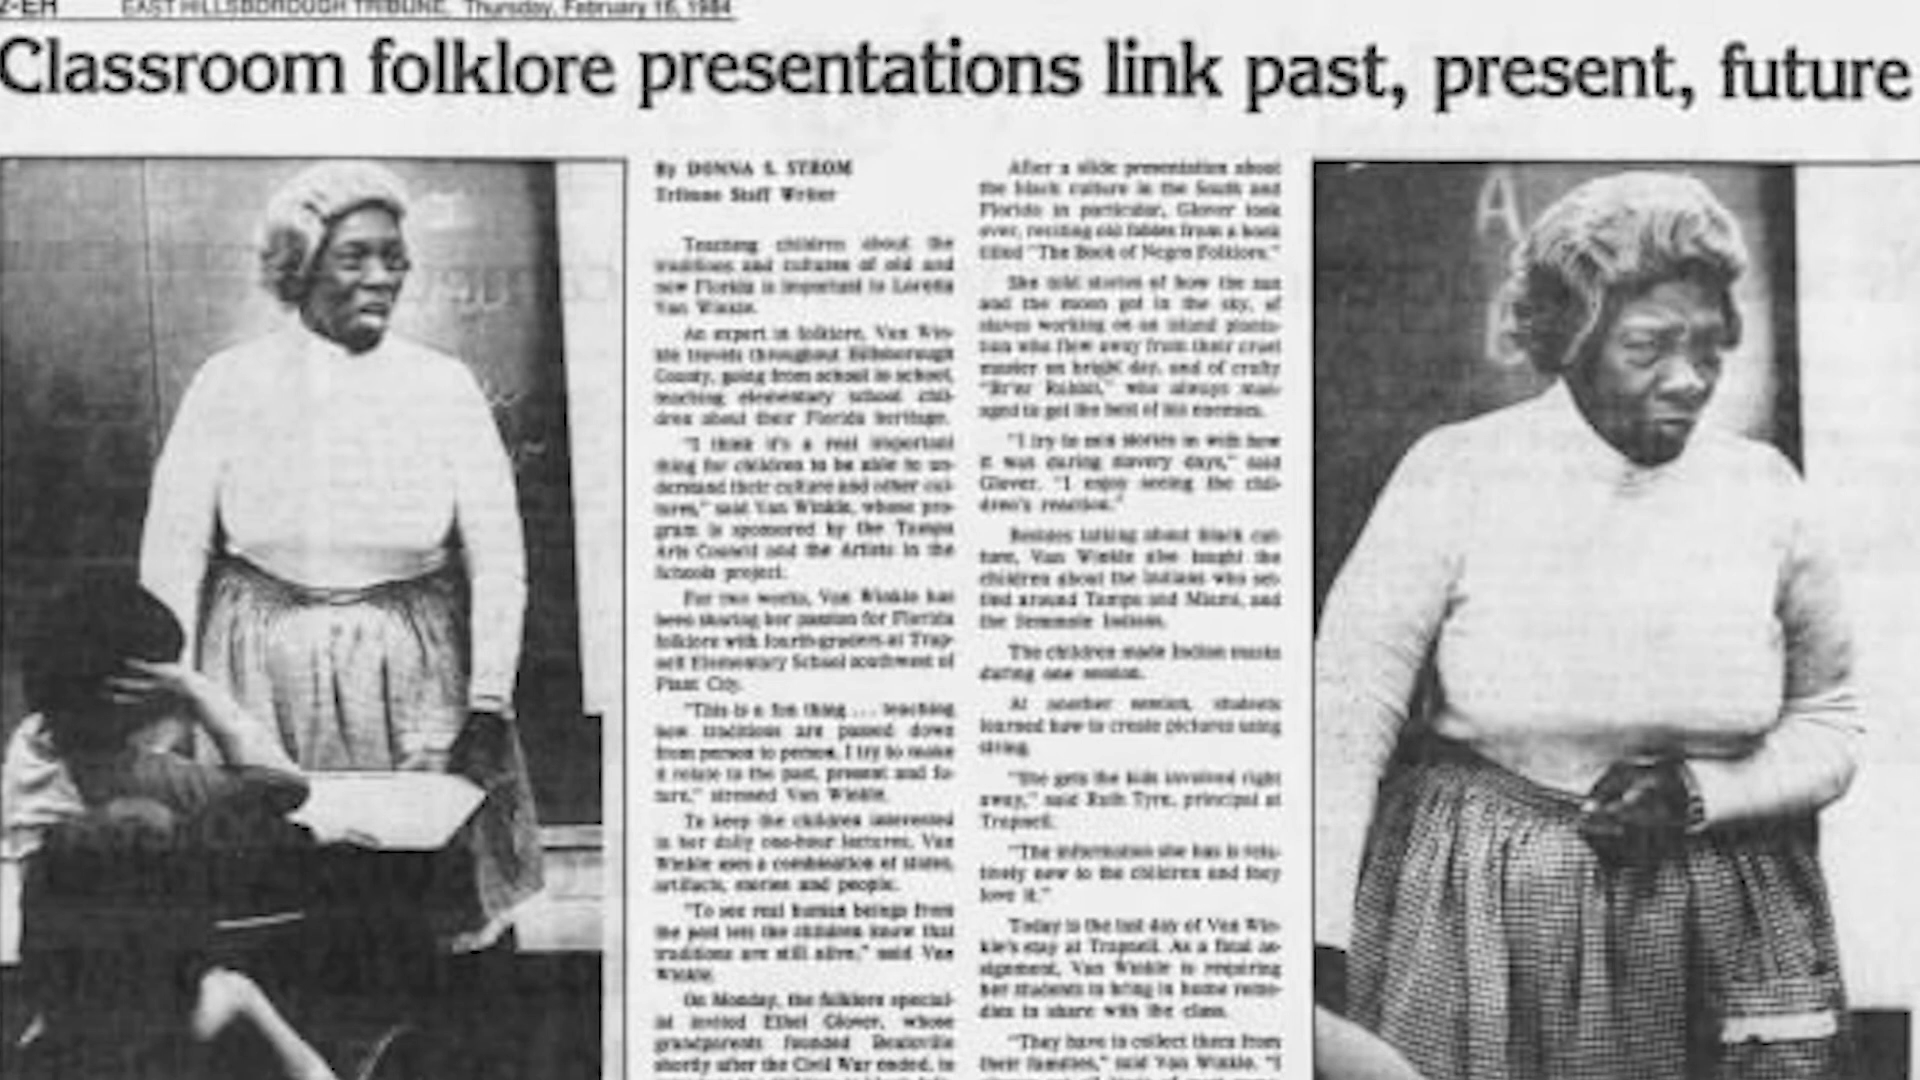 2-EH EAST HILLSBOROUGH TRIBUNE, Thursday, February 16, 1984
Classroom folklore presentations link past, present, future
By DONNA S. STROM
Tribune Staff Writer
Teaching children about the
traditions and cultures of old and
new Florida is important to Loretta
Van Winkle.
An expert in folklore, Van Win-
kle travels throughout Hillsborough
County, going from school to school,
teaching elementary school chil-
dren about their Florida heritage.
"I think it's a real important
thing for children to be able to un-
derstand their culture and other cul-
tures," said Van Winkle, whose pro-
gram is sponsored by the Tampa
Arts Council and the Artists in the
Schools project.
For two weeks, Van Winkle has
been sharing her passion for Florida
folklore with fourth-graders at Trap-
nell Elementary School southwest of
Plant City.
"This is a fun thing ... teaching
how traditions are passed down
from person to person. I try to make
it relate to the past, present and fu-
ture," stressed Van Winkle.
To keep the children interested
in her daily one-hour lectures, Van
Winkle uses a combination of slides,
artifacts, stories and people.
"To see real human beings from
the past lets the children know that
traditions are still alive," said Van
Winkle.
On Monday, the folklore special-
ist invited Ethel Glover, whose
grandparents founded Bealsville
shortly after the Civil War ended, to
After a slide presentation about
the black culture in the South and
Florida in particular, Glover took
over, reciting old fables from a book
titled "The Book of Negro Folklore."
She told stories of how the sun
and the moon got in the sky, of
slaves working on an island planta-
tion who flew away from their cruel
master on bright day, and of crafty
"Br'er Rabbit," who always man-
aged to get the best of his enemies.
"I try to mix stories in with how
it was during slavery days," said
Glover. "I enjoy seeing the chil-
dren's reaction."
Besides talking about black cul-
ture, Van Winkle also taught the
children about the Indians who set-
tled around Tampa and Miami, and
the Seminole Indians.
The children made Indian masks
during one session.
At another session, students
learned how to create pictures using
string.
"She gets the kids involved right
away," said Ruth Tyre, principal at
Trapnell.
"The information she has is rela-
tively new to the children and they
love it."
Today is the last day of Van Win-
kle's stay at Trapnell. As a final as-
signment, Van Winkle is requiring
her students to bring in home reme-
dies to share with the class.
"They have to collect them from
their families," said Van Winkle. "I
A